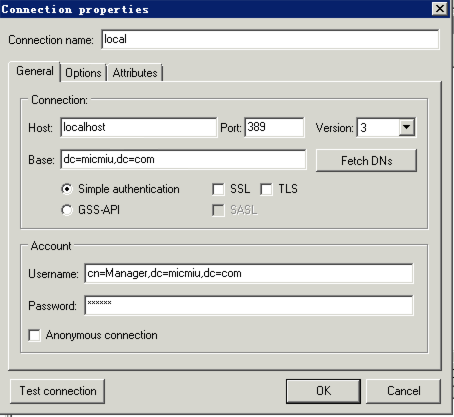 Connection properties
Connection name: local
General Options Attributes
Connection:
Host: localhost Port: 389 Version: 3
Base: dc=micmiu,dc=com Fetch DNs
Simple authentication SSL TLS
GSS-API SASL
Account
Username: cn=Manager,dc=micmiu,dc=com
Password: ******
Anonymous connection
Test connection OK Cancel